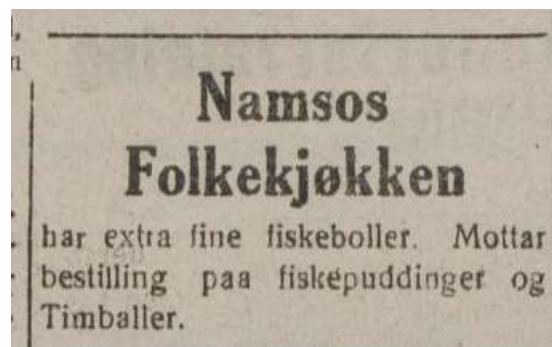 Namsos
Folkekjøkken
har extra fine fiskeboller. Mottar
bestilling paa fiskepuddinger og
Timballer.